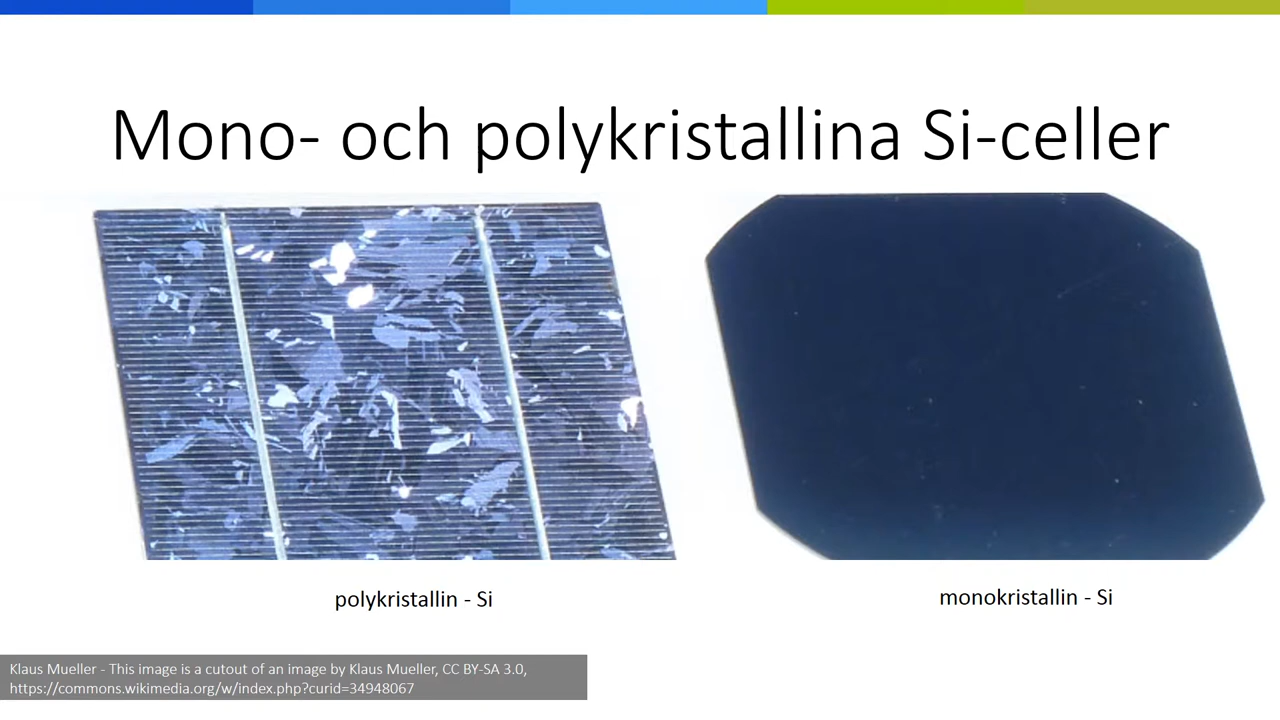 Mono- och polykristallina Si-celler
polykristallin - Si
monokristallin - Si
Klaus Mueller - This image is a cutout of an image by Klaus Mueller, CC BY-SA 3.0,
https://commons.wikimedia.org/w/index.php?curid=34948067